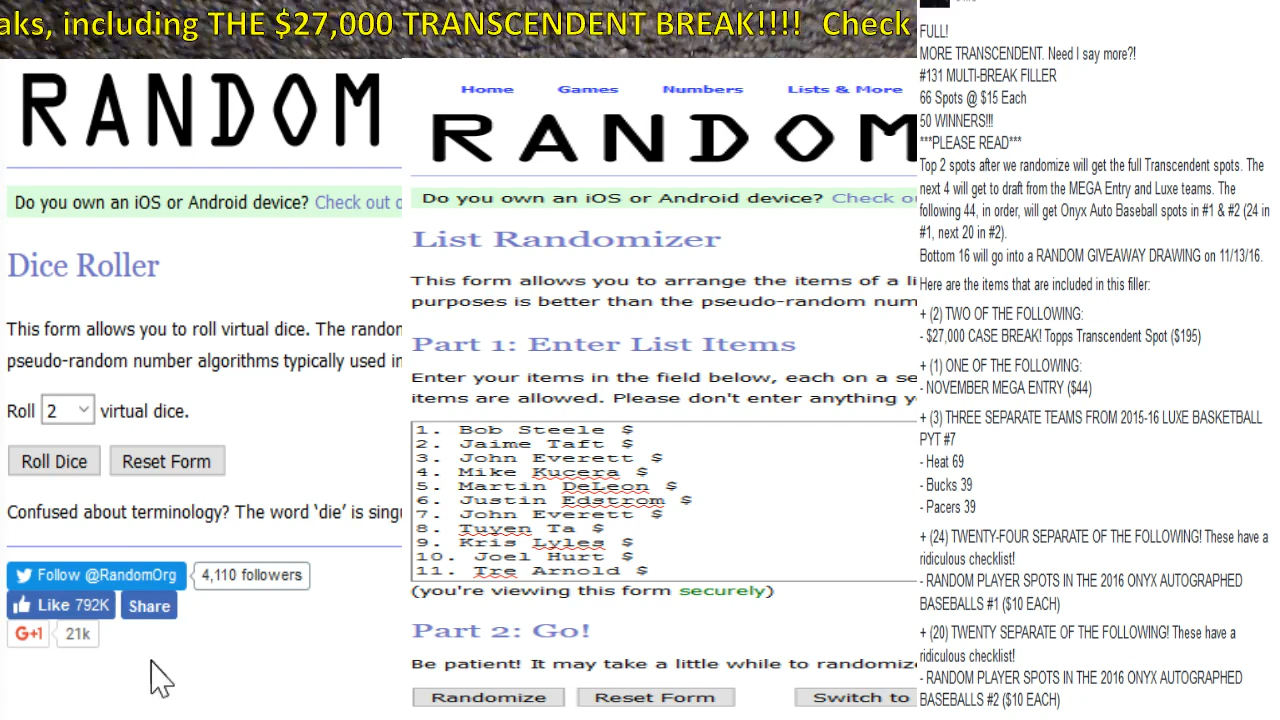 aks, including THE $27,000 TRANSCENDENT BREAK!!!!   Check
RANDOM
Do you own an iOS or Android device? Check out o
Dice Roller
This form allows you to roll virtual dice. The random
pseudo-random number algorithms typically used in
Roll 2 virtual dice.
Roll Dice
Reset Form
Confused about terminology? The word ‘die’ is singu
Follow @RandomOrg
4,110 followers
Like 792K
Share
G+1
21k
Home
Games
Numbers
Lists & More
RANDOM
Do you own an iOS or Android device? Check ou
List Randomizer
This form allows you to arrange the items of a li
purposes is better than the pseudo-random num
Part 1: Enter List Items
Enter your items in the field below, each on a se
items are allowed. Please don't enter anything y
1. Bob Steele $
2. Jaime Taft $
3. John Everett $
4. Mike Kucera $
5. Martin DeLeon $
6. Justin Edstrom $
7. John Everett $
8. Tuyen Ta $
9. Kris Lyles $
10. Joel Hurt $
11. Tre Arnold $
(you're viewing this form securely)
Part 2: Go!
Be patient! It may take a little while to randomize
Randomize
Reset Form
Switch to
FULL!
MORE TRANSCENDENT. Need I say more?!
#131 MULTI-BREAK FILLER
66 Spots @ $15 Each
50 WINNERS!!!
***PLEASE READ***
Top 2 spots after we randomize will get the full Transcendent spots. The
next 4 will get to draft from the MEGA Entry and Luxe teams. The
following 44, in order, will get Onyx Auto Baseball spots in #1 & #2 (24 in
#1, next 20 in #2).
Bottom 16 will go into a RANDOM GIVEAWAY DRAWING on 11/13/16.
Here are the items that are included in this filler:
+ (2) TWO OF THE FOLLOWING:
- $27,000 CASE BREAK! Topps Transcendent Spot ($195)
+ (1) ONE OF THE FOLLOWING:
- NOVEMBER MEGA ENTRY ($44)
+ (3) THREE SEPARATE TEAMS FROM 2015-16 LUXE BASKETBALL
PYT #7
- Heat 69
- Bucks 39
- Pacers 39
+ (24) TWENTY-FOUR SEPARATE OF THE FOLLOWING! These have a
ridiculous checklist!
- RANDOM PLAYER SPOTS IN THE 2016 ONYX AUTOGRAPHED
BASEBALLS #1 ($10 EACH)
+ (20) TWENTY SEPARATE OF THE FOLLOWING! These have a
ridiculous checklist!
- RANDOM PLAYER SPOTS IN THE 2016 ONYX AUTOGRAPHED
BASEBALLS #2 ($10 EACH)